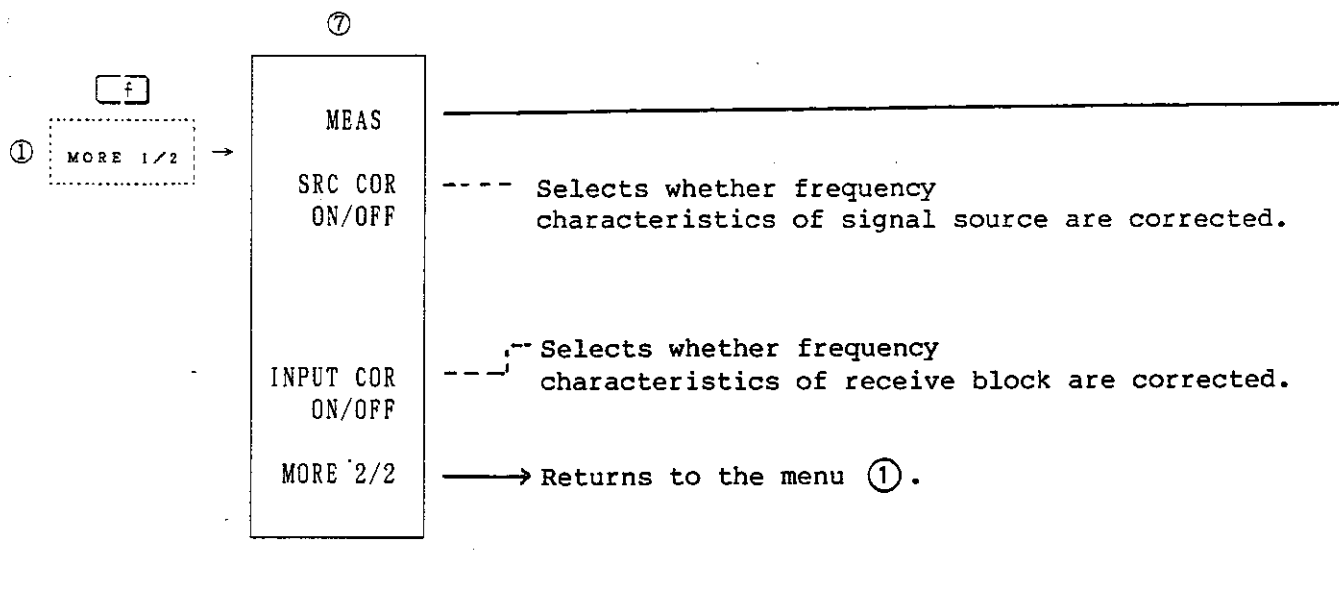 ⑦
f
① MORE 1/2 →
MEAS
SRC COR ---- Selects whether frequency
ON/OFF characteristics of signal source are corrected.
Selects whether frequency
INPUT COR characteristics of receive block are corrected.
ON/OFF
MORE 2/2 → Returns to the menu ①.